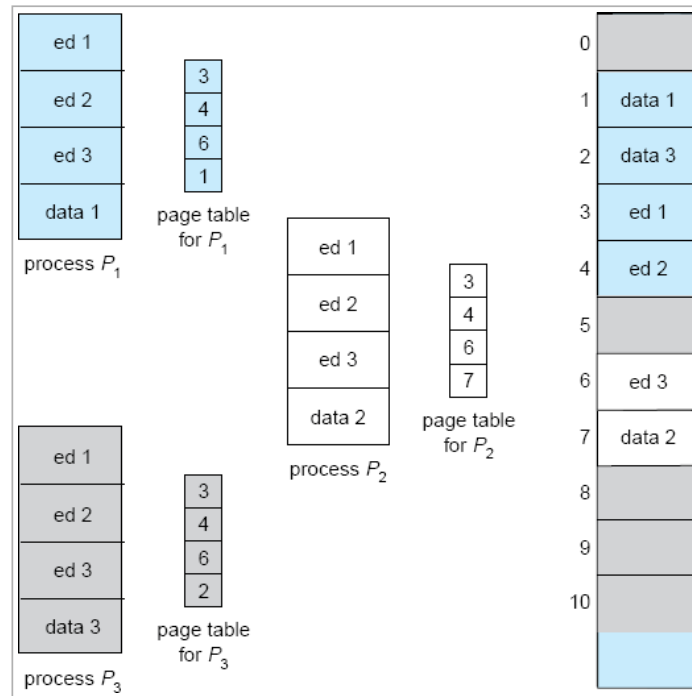 ed 1
ed 2
ed 3
data 1
process P1
3
4
6
1
page table
for P1
ed 1
ed 2
ed 3
data 2
process P2
3
4
6
7
page table
for P2
ed 1
ed 2
ed 3
data 3
process P3
3
4
6
2
page table
for P3
0
1 data 1
2 data 3
3 ed 1
4 ed 2
5
6 ed 3
7 data 2
8
9
10